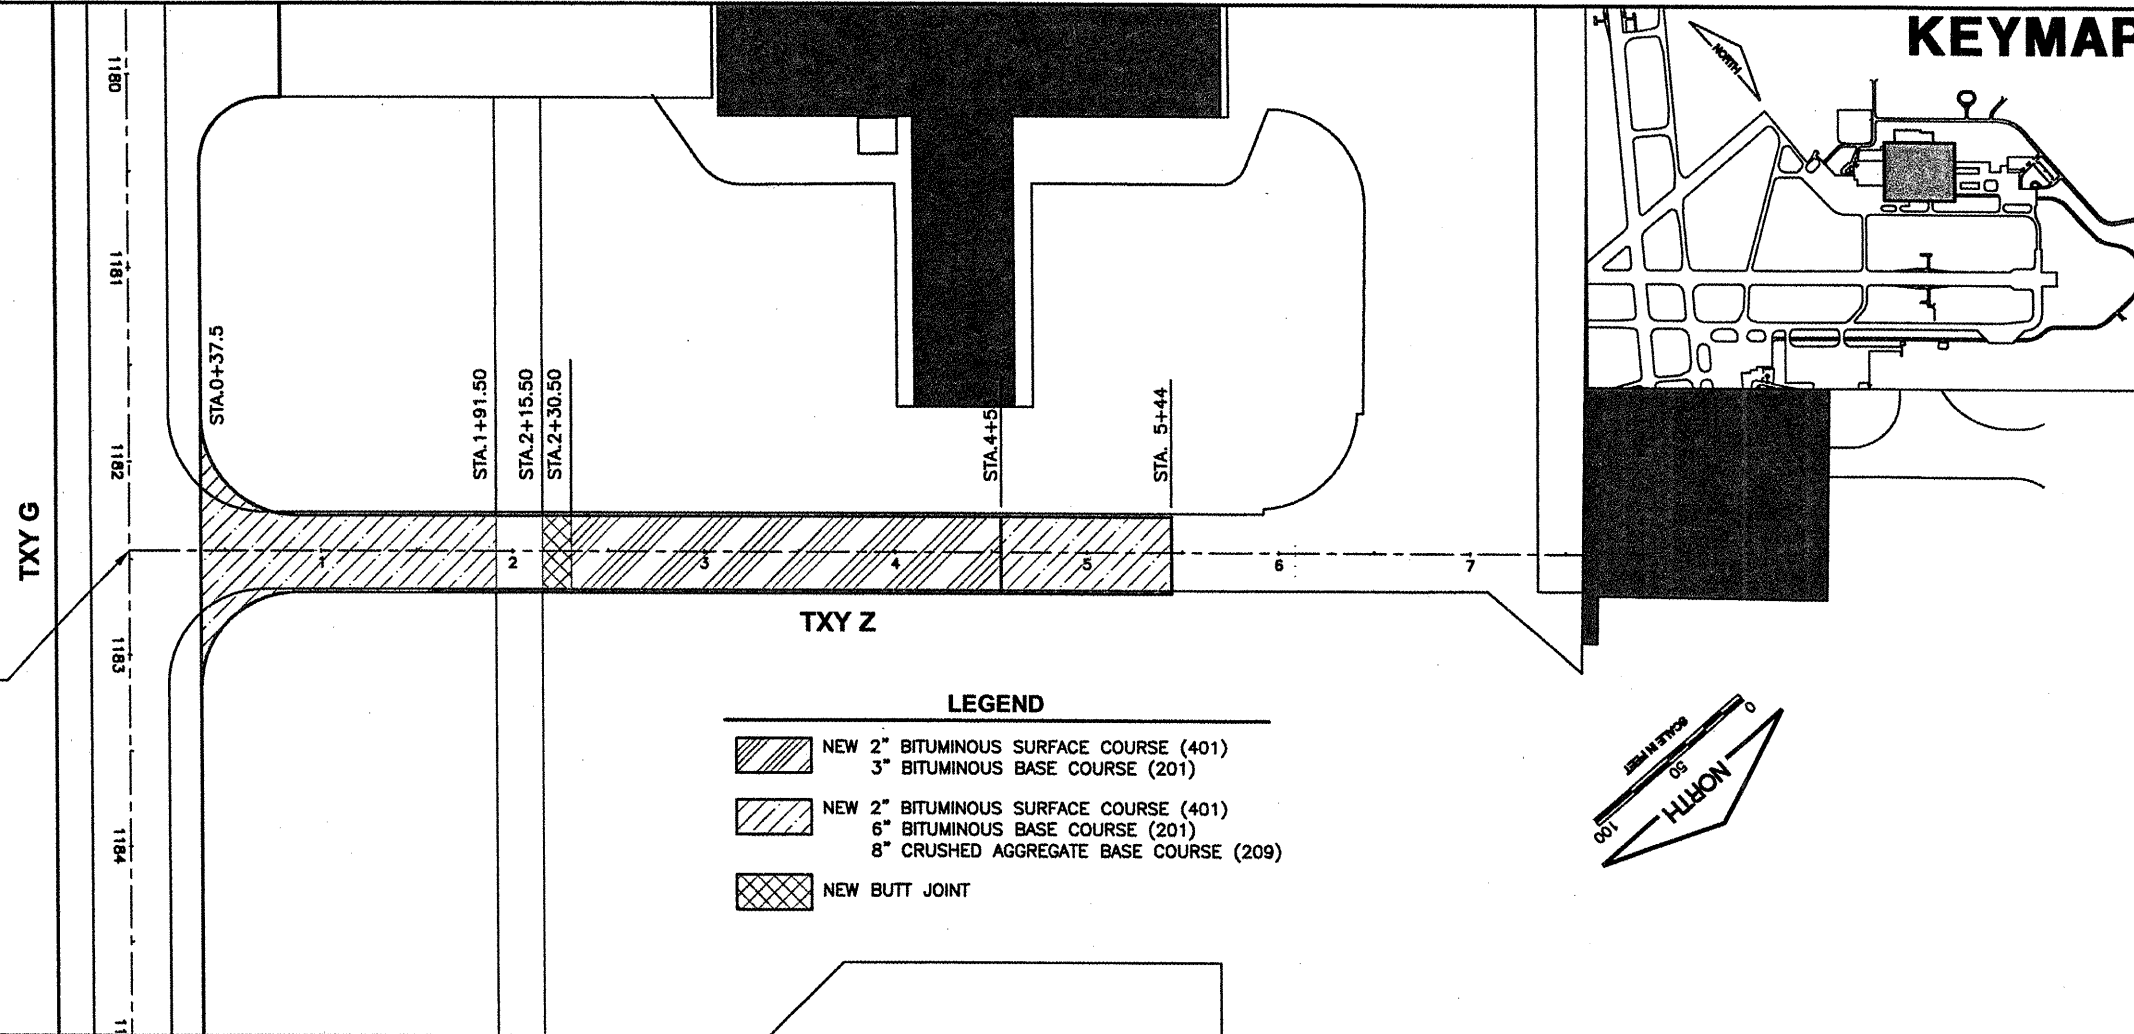 KEYMAP
NORTH
1180
1181
1182
1183
1184
11
TXY G
STA.0+37.5
STA.1+91.50
STA.2+15.50
STA.2+30.50
STA.4+5
STA. 5+44
1
2
3
4
5
6
7
TXY Z
LEGEND
NEW 2" BITUMINOUS SURFACE COURSE (401)
3" BITUMINOUS BASE COURSE (201)
NEW 2" BITUMINOUS SURFACE COURSE (401)
6" BITUMINOUS BASE COURSE (201)
8" CRUSHED AGGREGATE BASE COURSE (209)
NEW BUTT JOINT
0
50
100
SCALE IN FEET
NORTH